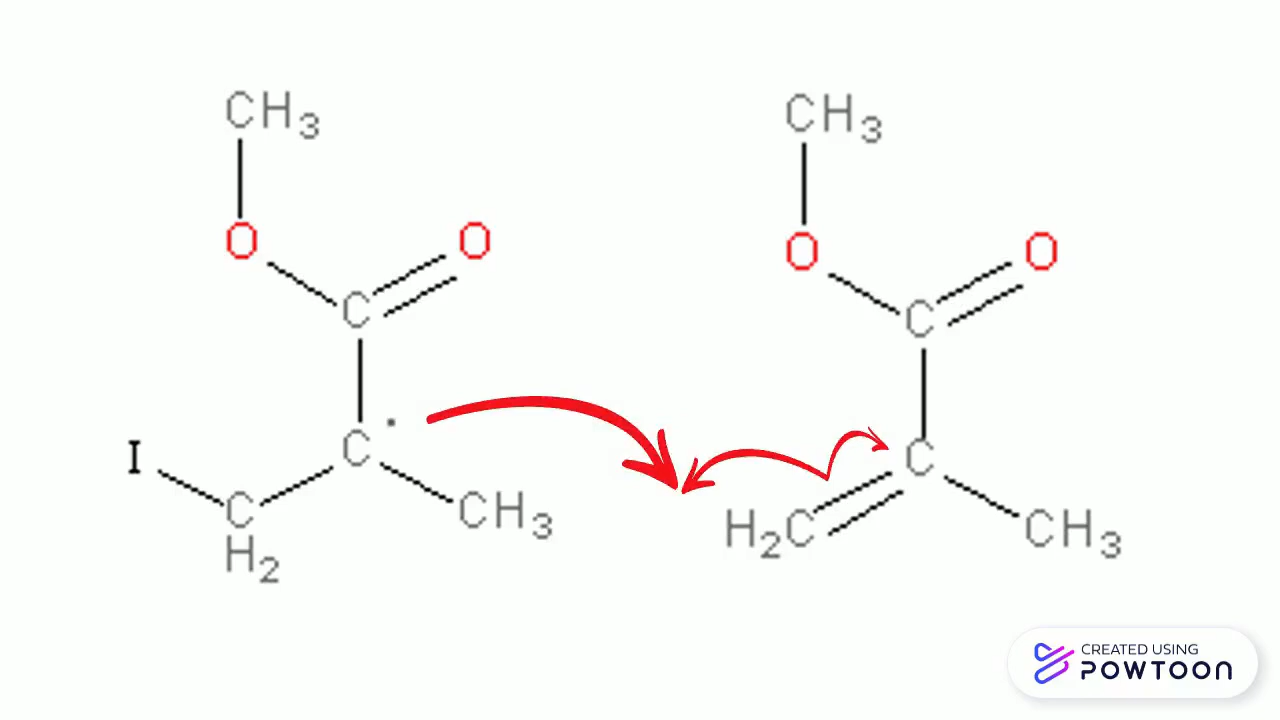 CH3 CH3
O O O O
C C
I C C
C CH3 H2C CH3
H2
CREATED USING
POWTOON